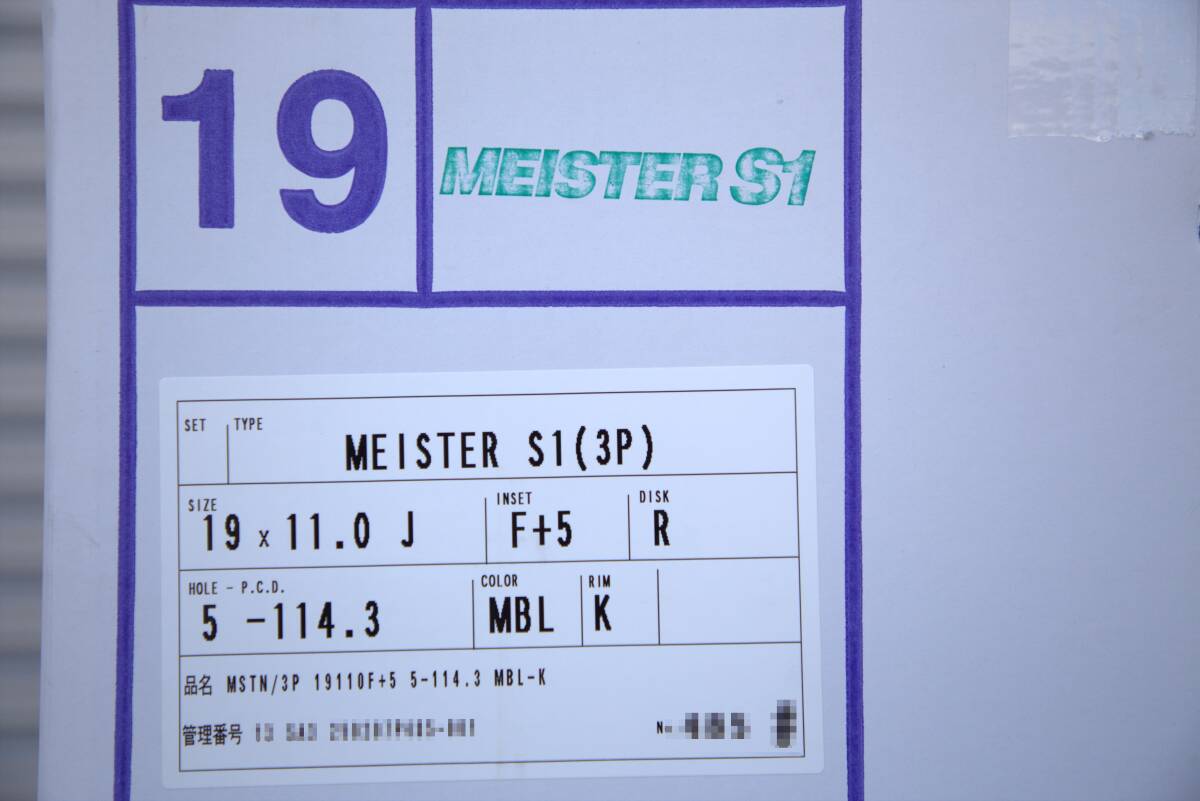 19
MEISTER S1
SET TYPE
MEISTER S1(3P)
SIZE INSET DISK
19 x 11.0 J F+5 R
HOLE - P.C.D. COLOR RIM
5 -114.3 MBL K
品名 MSTN/3P 19110F+5 5-114.3 MBL-K
管理番号